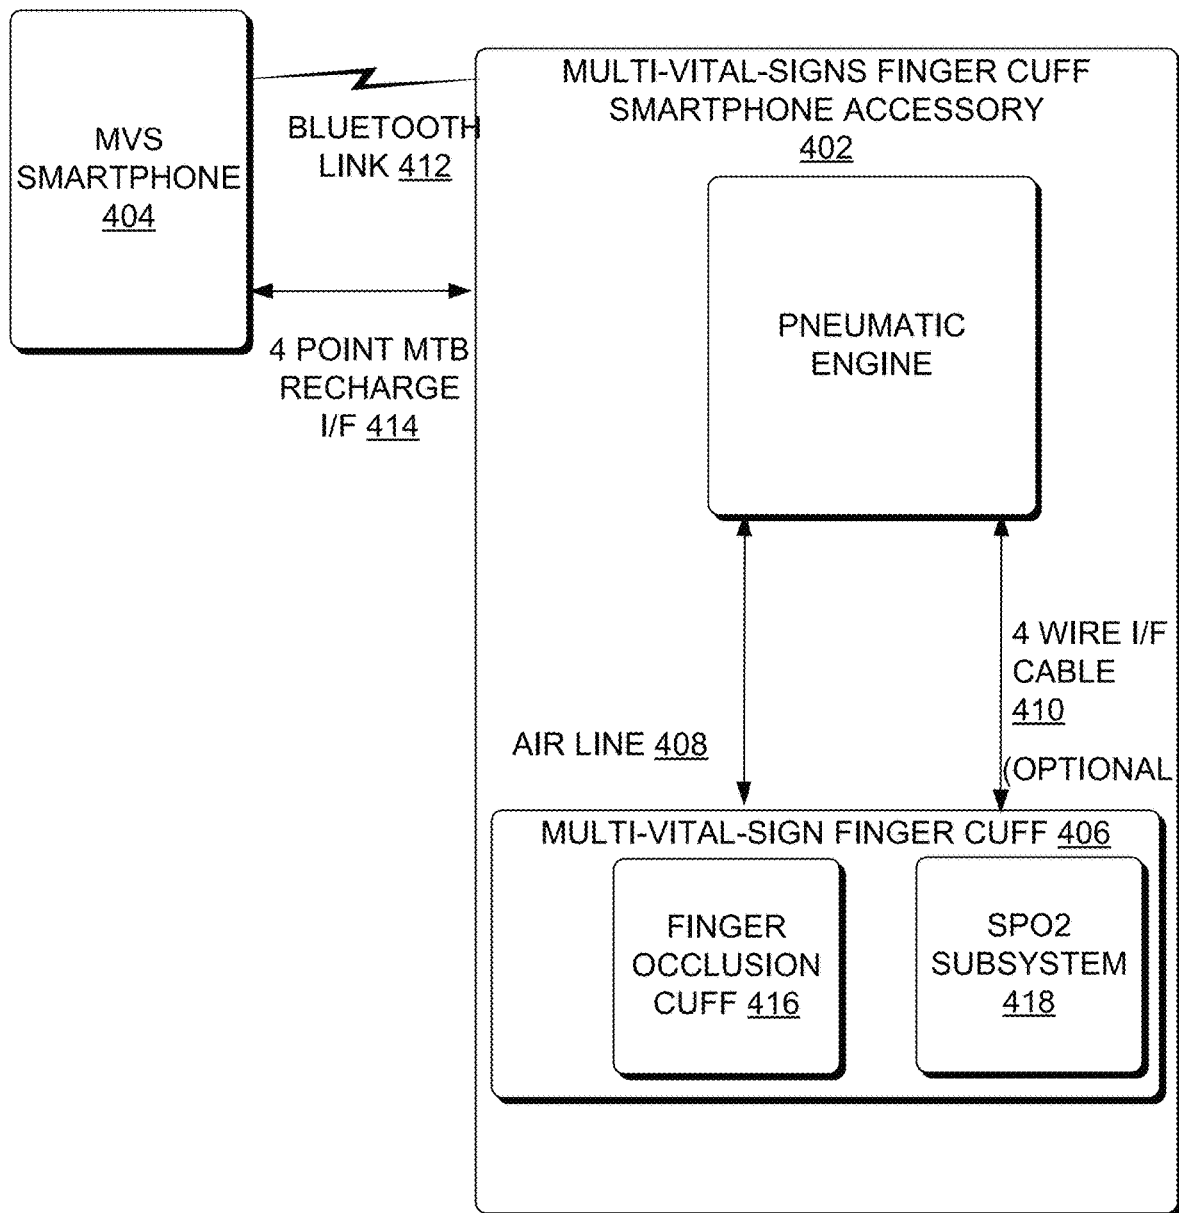 MVS
SMARTPHONE
404
BLUETOOTH
LINK 412
4 POINT MTB
RECHARGE
I/F 414
MULTI-VITAL-SIGNS FINGER CUFF
SMARTPHONE ACCESSORY
402
PNEUMATIC
ENGINE
AIR LINE 408
4 WIRE I/F
CABLE
410
(OPTIONAL
MULTI-VITAL-SIGN FINGER CUFF 406
FINGER
OCCLUSION
CUFF 416
SPO2
SUBSYSTEM
418